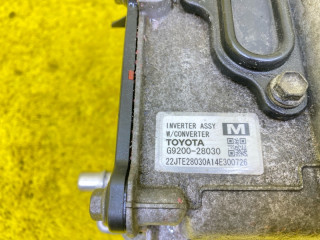 INVERTER ASSY
W/CONVERTER
M
TOYOTA
G9200-28030
22JTE28030A14E300726